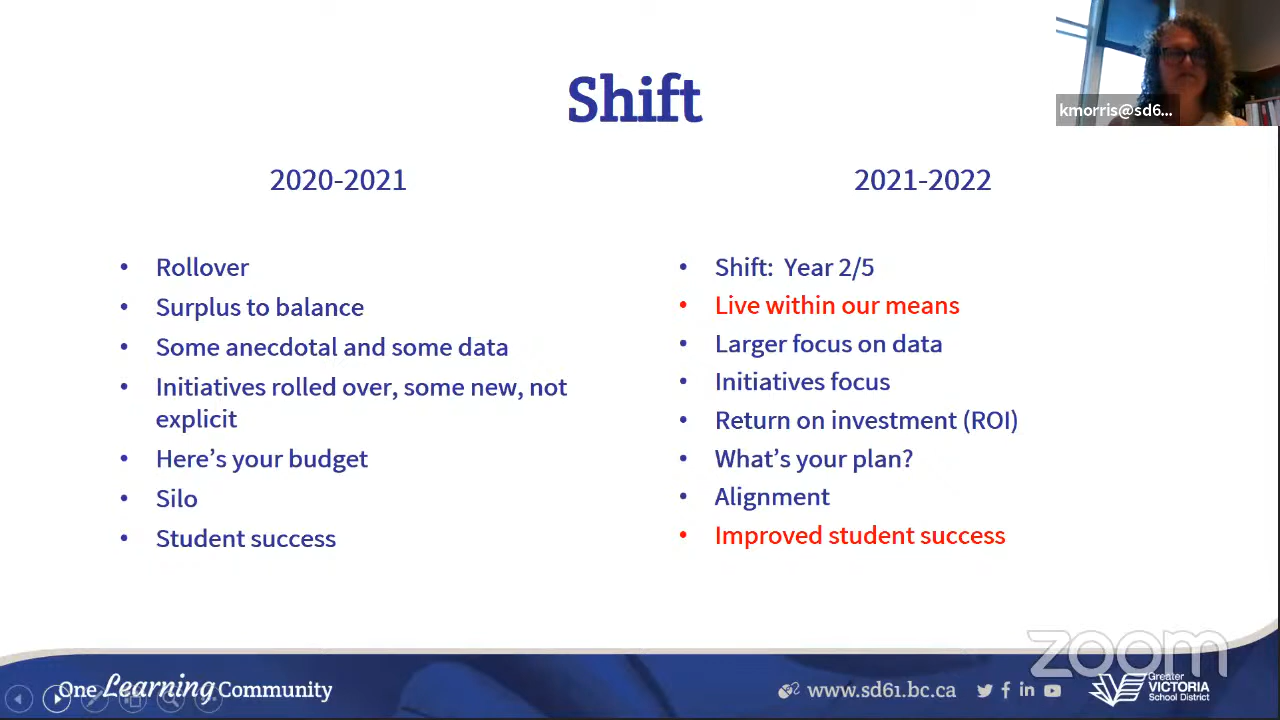 Shift
kmorris@sd6...
2020-2021
• Rollover
• Surplus to balance
• Some anecdotal and some data
• Initiatives rolled over, some new, not
explicit
• Here's your budget
• Silo
• Student success
2021-2022
• Shift:  Year 2/5
• Live within our means
• Larger focus on data
• Initiatives focus
• Return on investment (ROI)
• What's your plan?
• Alignment
• Improved student success
zoom
One Learning Community
www.sd61.bc.ca
Greater
VICTORIA
School District